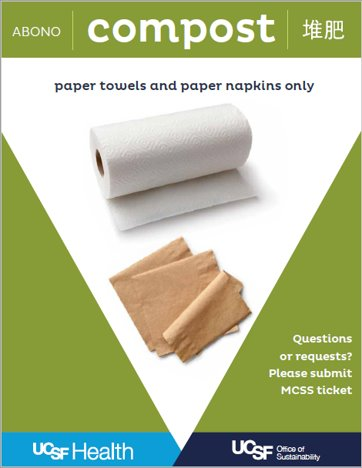 ABONO
compost
堆肥
paper towels and paper napkins only
Questions
or requests?
Please submit
MCSS ticket
UCSF Health
UCSF Office of
Sustainability